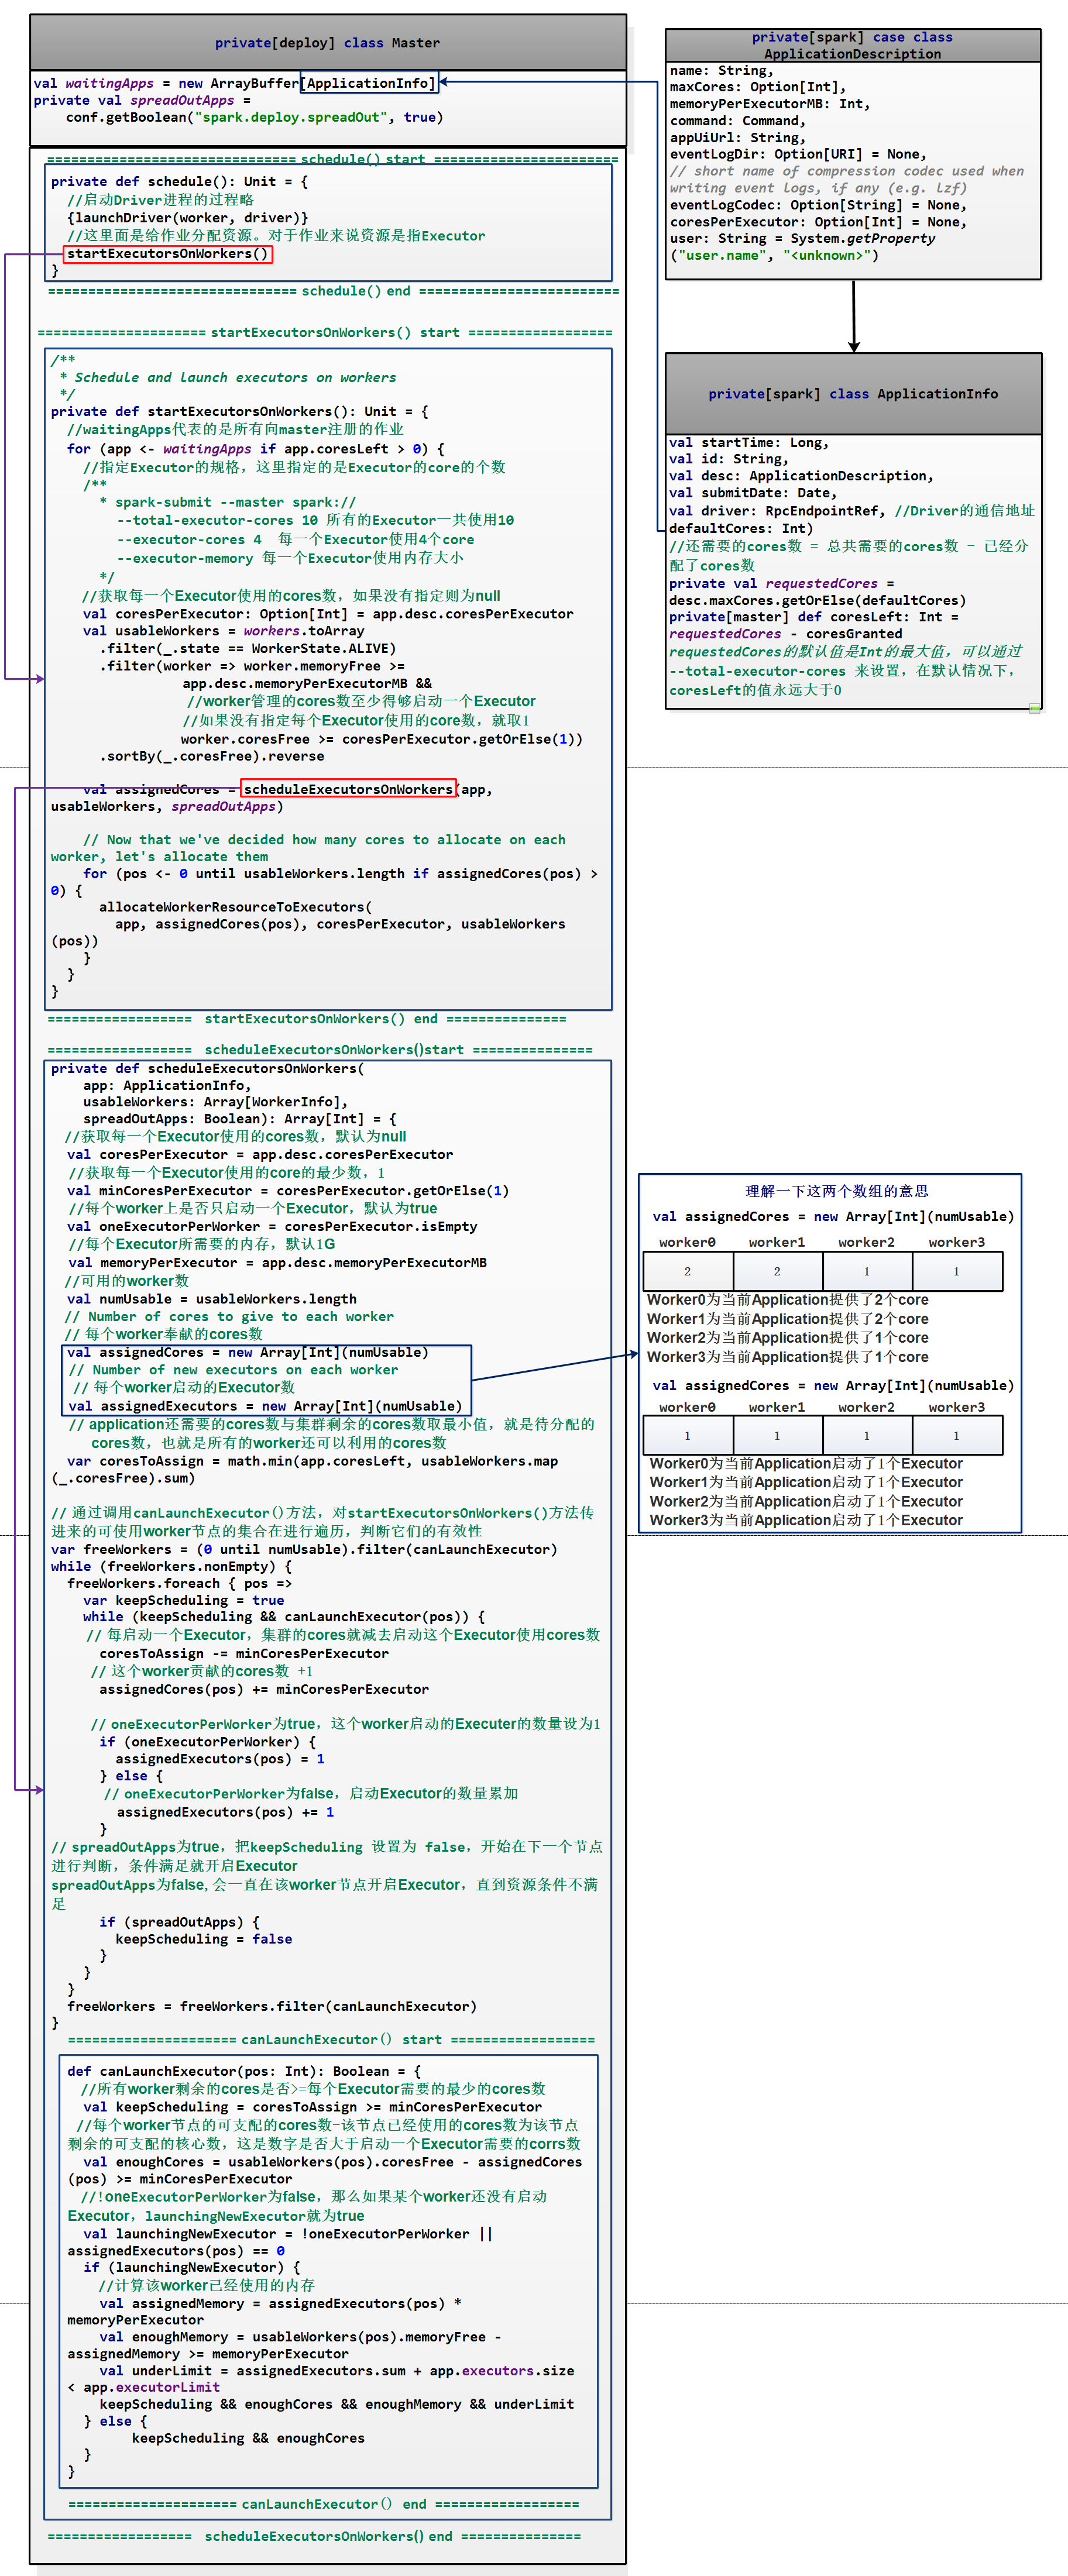 private[deploy] class Master
val waitingApps = new ArrayBuffer[ApplicationInfo]
private val spreadOutApps =
conf.getBoolean("spark.deploy.spreadOut", true)
=============================== schedule() start =======================
private def schedule(): Unit = {
//启动Driver进程的过程略
{launchDriver(worker, driver)}
//这里面是给作业分配资源。对于作业来说资源是指Executor
startExecutorsOnWorkers()
}
=============================== schedule() end =========================
===================== startExecutorsOnWorkers() start ==================
/**
* Schedule and launch executors on workers
*/
private def startExecutorsOnWorkers(): Unit = {
//waitingApps代表的是所有向master注册的作业
for (app <- waitingApps if app.coresLeft > 0) {
//指定Executor的规格，这里指定的是Executor的core的个数
/**
* spark-submit --master spark://
--total-executor-cores 10 所有的Executor一共使用10
--executor-cores 4 每一个Executor使用4个core
--executor-memory 每一个Executor使用内存大小
*/
//获取每一个Executor使用的cores数，如果没有指定则为null
val coresPerExecutor: Option[Int] = app.desc.coresPerExecutor
val usableWorkers = workers.toArray
.filter(_.state == WorkerState.ALIVE)
.filter(worker => worker.memoryFree >=
app.desc.memoryPerExecutorMB &&
//worker管理的cores数至少得够启动一个Executor
//如果没有指定每个Executor使用的core数，就取1
worker.coresFree >= coresPerExecutor.getOrElse(1))
.sortBy(_.coresFree).reverse
val assignedCores = scheduleExecutorsOnWorkers(app,
usableWorkers, spreadOutApps)
// Now that we've decided how many cores to allocate on each
worker, let's allocate them
for (pos <- 0 until usableWorkers.length if assignedCores(pos) >
0) {
allocateWorkerResourceToExecutors(
app, assignedCores(pos), coresPerExecutor, usableWorkers
(pos))
}
}
}
================== startExecutorsOnWorkers() end ===============
================== scheduleExecutorsOnWorkers()start ===============
private def scheduleExecutorsOnWorkers(
app: ApplicationInfo,
usableWorkers: Array[WorkerInfo],
spreadOutApps: Boolean): Array[Int] = {
//获取每一个Executor使用的cores数，默认为null
val coresPerExecutor = app.desc.coresPerExecutor
//获取每一个Executor使用的core的最少数，1
val minCoresPerExecutor = coresPerExecutor.getOrElse(1)
//每个worker上是否只启动一个Executor，默认为true
val oneExecutorPerWorker = coresPerExecutor.isEmpty
//每个Executor所需要的内存，默认1G
val memoryPerExecutor = app.desc.memoryPerExecutorMB
//可用的worker数
val numUsable = usableWorkers.length
// Number of cores to give to each worker
// 每个worker奉献的cores数
val assignedCores = new Array[Int](numUsable)
// Number of new executors on each worker
// 每个worker启动的Executor数
val assignedExecutors = new Array[Int](numUsable)
// application还需要的cores数与集群剩余的cores数取最小值，就是待分配的
cores数，也就是所有的worker还可以利用的cores数
var coresToAssign = math.min(app.coresLeft, usableWorkers.map
(_.coresFree).sum)
// 通过调用canLaunchExecutor()方法，对startExecutorsOnWorkers()方法传
进来的可使用worker节点的集合在进行遍历，判断它们的有效性
var freeWorkers = (0 until numUsable).filter(canLaunchExecutor)
while (freeWorkers.nonEmpty) {
freeWorkers.foreach { pos =>
var keepScheduling = true
while (keepScheduling && canLaunchExecutor(pos)) {
// 每启动一个Executor，集群的cores就减去启动这个Executor使用cores数
coresToAssign -= minCoresPerExecutor
// 这个worker贡献的cores数 +1
assignedCores(pos) += minCoresPerExecutor
// oneExecutorPerWorker为true，这个worker启动的Executer的数量设为1
if (oneExecutorPerWorker) {
assignedExecutors(pos) = 1
} else {
// oneExecutorPerWorker为false，启动Executor的数量累加
assignedExecutors(pos) += 1
}
// spreadOutApps为true，把keepScheduling 设置为 false，开始在下一个节点
进行判断，条件满足就开启Executor
spreadOutApps为false,会一直在该worker节点开启Executor，直到资源条件不满
足
if (spreadOutApps) {
keepScheduling = false
}
}
}
freeWorkers = freeWorkers.filter(canLaunchExecutor)
}
===================== canLaunchExecutor() start ==================
def canLaunchExecutor(pos: Int): Boolean = {
//所有worker剩余的cores是否>=每个Executor需要的最少的cores数
val keepScheduling = coresToAssign >= minCoresPerExecutor
//每个worker节点的可支配的cores数-该节点已经使用的cores数为该节点
剩余的可支配的核心数，这是数字是否大于启动一个Executor需要的corrs数
val enoughCores = usableWorkers(pos).coresFree - assignedCores
(pos) >= minCoresPerExecutor
//!oneExecutorPerWorker为false，那么如果某个worker还没有启动
Executor，launchingNewExecutor就为true
val launchingNewExecutor = !oneExecutorPerWorker ||
assignedExecutors(pos) == 0
if (launchingNewExecutor) {
//计算该worker已经使用的内存
val assignedMemory = assignedExecutors(pos) *
memoryPerExecutor
val enoughMemory = usableWorkers(pos).memoryFree -
assignedMemory >= memoryPerExecutor
val underLimit = assignedExecutors.sum + app.executors.size
< app.executorLimit
keepScheduling && enoughCores && enoughMemory && underLimit
} else {
keepScheduling && enoughCores
}
}
===================== canLaunchExecutor() end ==================
================== scheduleExecutorsOnWorkers() end ===============
private[spark] case class
ApplicationDescription
name: String,
maxCores: Option[Int],
memoryPerExecutorMB: Int,
command: Command,
appUiUrl: String,
eventLogDir: Option[URI] = None,
// short name of compression codec used when
writing event logs, if any (e.g. lzf)
eventLogCodec: Option[String] = None,
coresPerExecutor: Option[Int] = None,
user: String = System.getProperty
("user.name", "<unknown>")
private[spark] class ApplicationInfo
val startTime: Long,
val id: String,
val desc: ApplicationDescription,
val submitDate: Date,
val driver: RpcEndpointRef, //Driver的通信地址
defaultCores: Int)
//还需要的cores数 = 总共需要的cores数 - 已经分
配了cores数
private val requestedCores =
desc.maxCores.getOrElse(defaultCores)
private[master] def coresLeft: Int =
requestedCores - coresGranted
requestedCores的默认值是Int的最大值，可以通过
--total-executor-cores 来设置，在默认情况下，
coresLeft的值永远大于0
理解一下这两个数组的意思
val assignedCores = new Array[Int](numUsable)
worker0 worker1 worker2 worker3
2 2 1 1
Worker0为当前Application提供了2个core
Worker1为当前Application提供了2个core
Worker2为当前Application提供了1个core
Worker3为当前Application提供了1个core
val assignedCores = new Array[Int](numUsable)
worker0 worker1 worker2 worker3
1 1 1 1
Worker0为当前Application启动了1个Executor
Worker1为当前Application启动了1个Executor
Worker2为当前Application启动了1个Executor
Worker3为当前Application启动了1个Executor